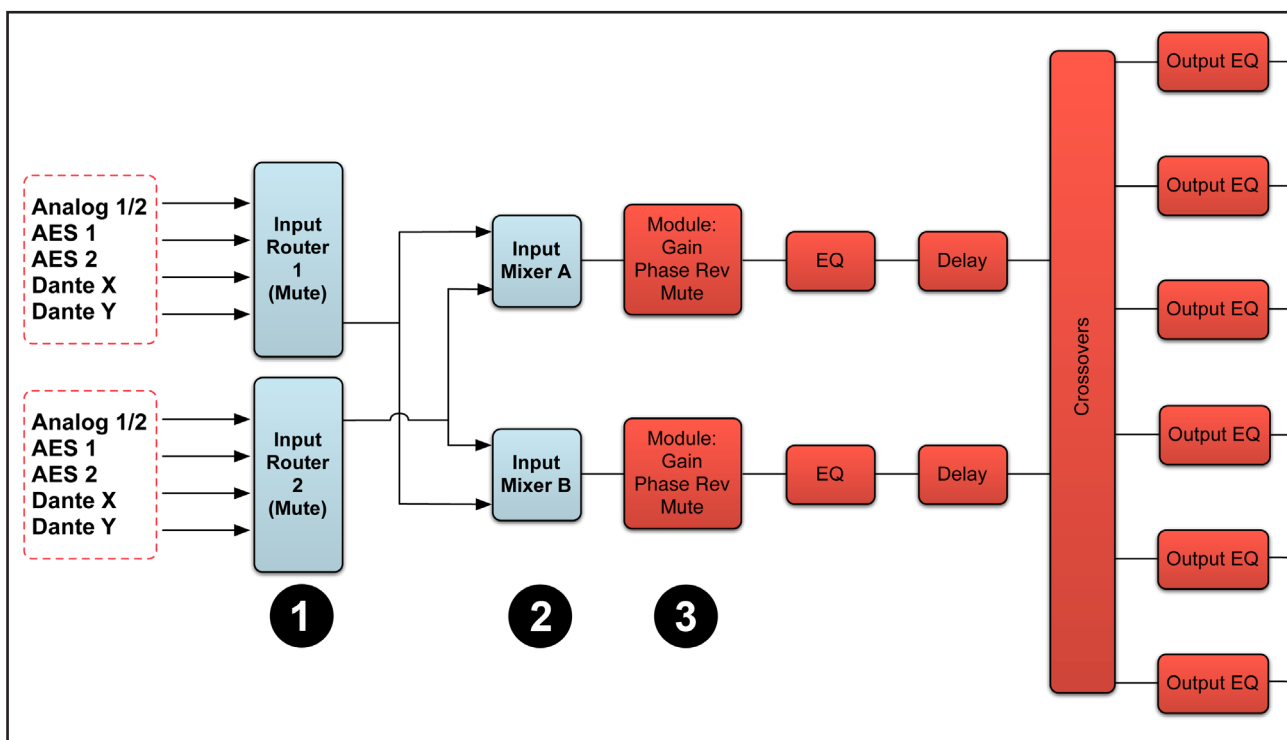 Analog 1/2
AES 1
AES 2
Dante X
Dante Y
Input
Router
1
(Mute)
Analog 1/2
AES 1
AES 2
Dante X
Dante Y
Input
Router
2
(Mute)
Input
Mixer A
Module:
Gain
Phase Rev
Mute
EQ
Delay
Input
Mixer B
Module:
Gain
Phase Rev
Mute
EQ
Delay
Crossovers
Output EQ
Output EQ
Output EQ
Output EQ
Output EQ
Output EQ
1
2
3